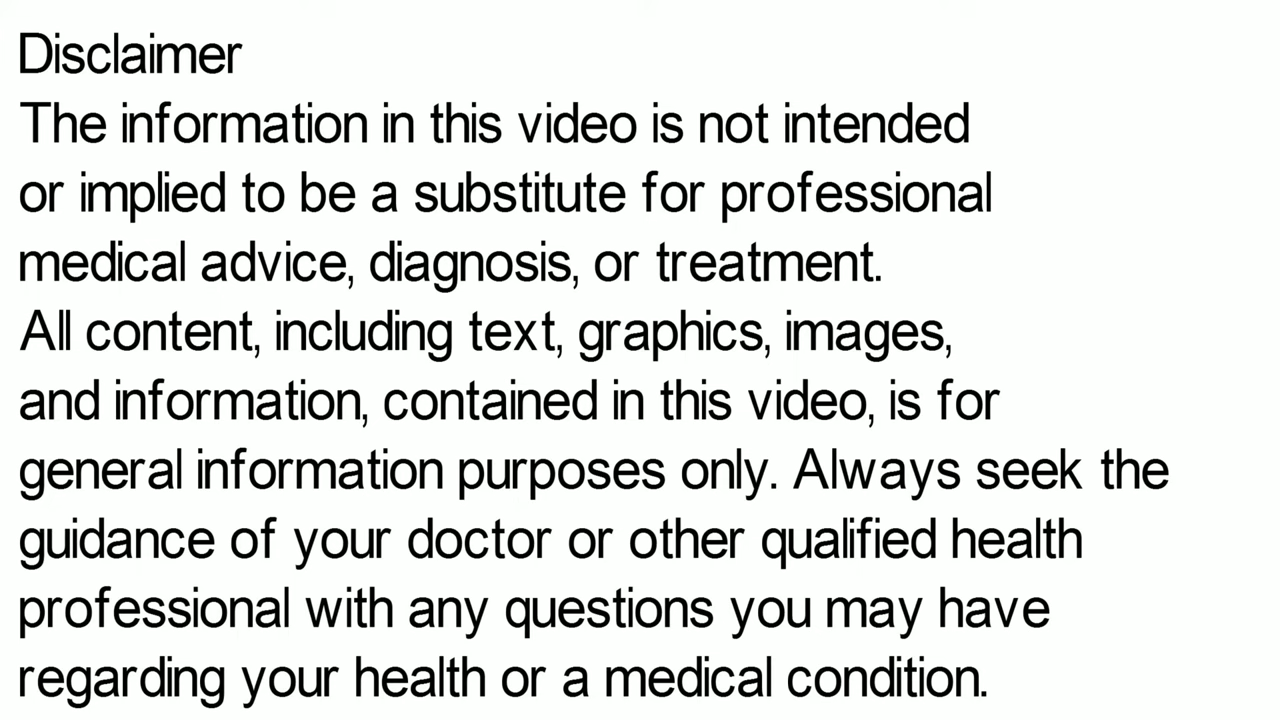 Disclaimer
The information in this video is not intended
or implied to be a substitute for professional
medical advice, diagnosis, or treatment.
All content, including text, graphics, images,
and information, contained in this video, is for
general information purposes only. Always seek the
guidance of your doctor or other qualified health
professional with any questions you may have
regarding your health or a medical condition.